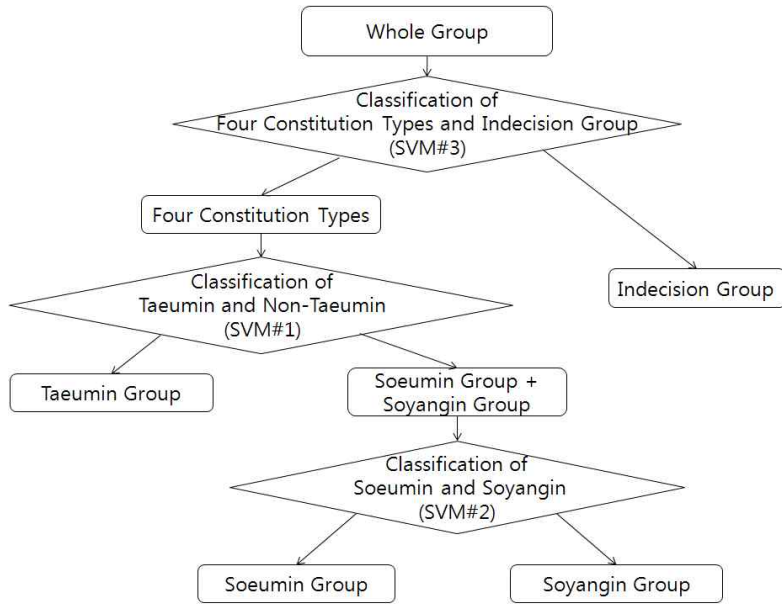 Whole Group
Classification of
Four Constitution Types and Indecision Group
(SVM#3)
Four Constitution Types
Indecision Group
Classification of
Taeumin and Non-Taeumin
(SVM#1)
Taeumin Group
Soeumin Group +
Soyangin Group
Classification of
Soeumin and Soyangin
(SVM#2)
Soeumin Group
Soyangin Group